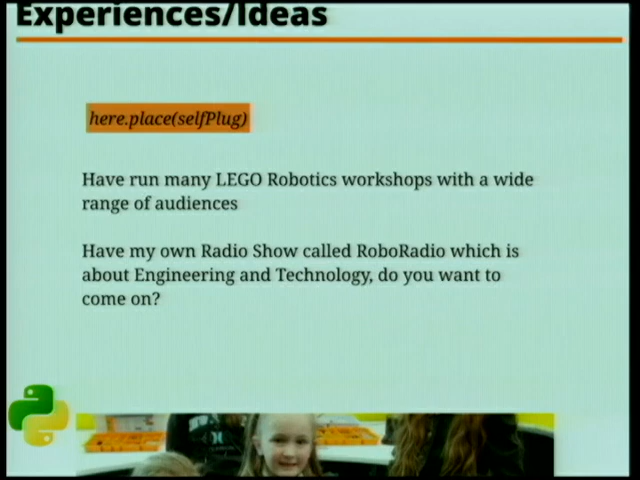 Experiences/Ideas
here.place(selfPlug)
Have run many LEGO Robotics workshops with a wide
range of audiences
Have my own Radio Show called RoboRadio which is
about Engineering and Technology, do you want to
come on?